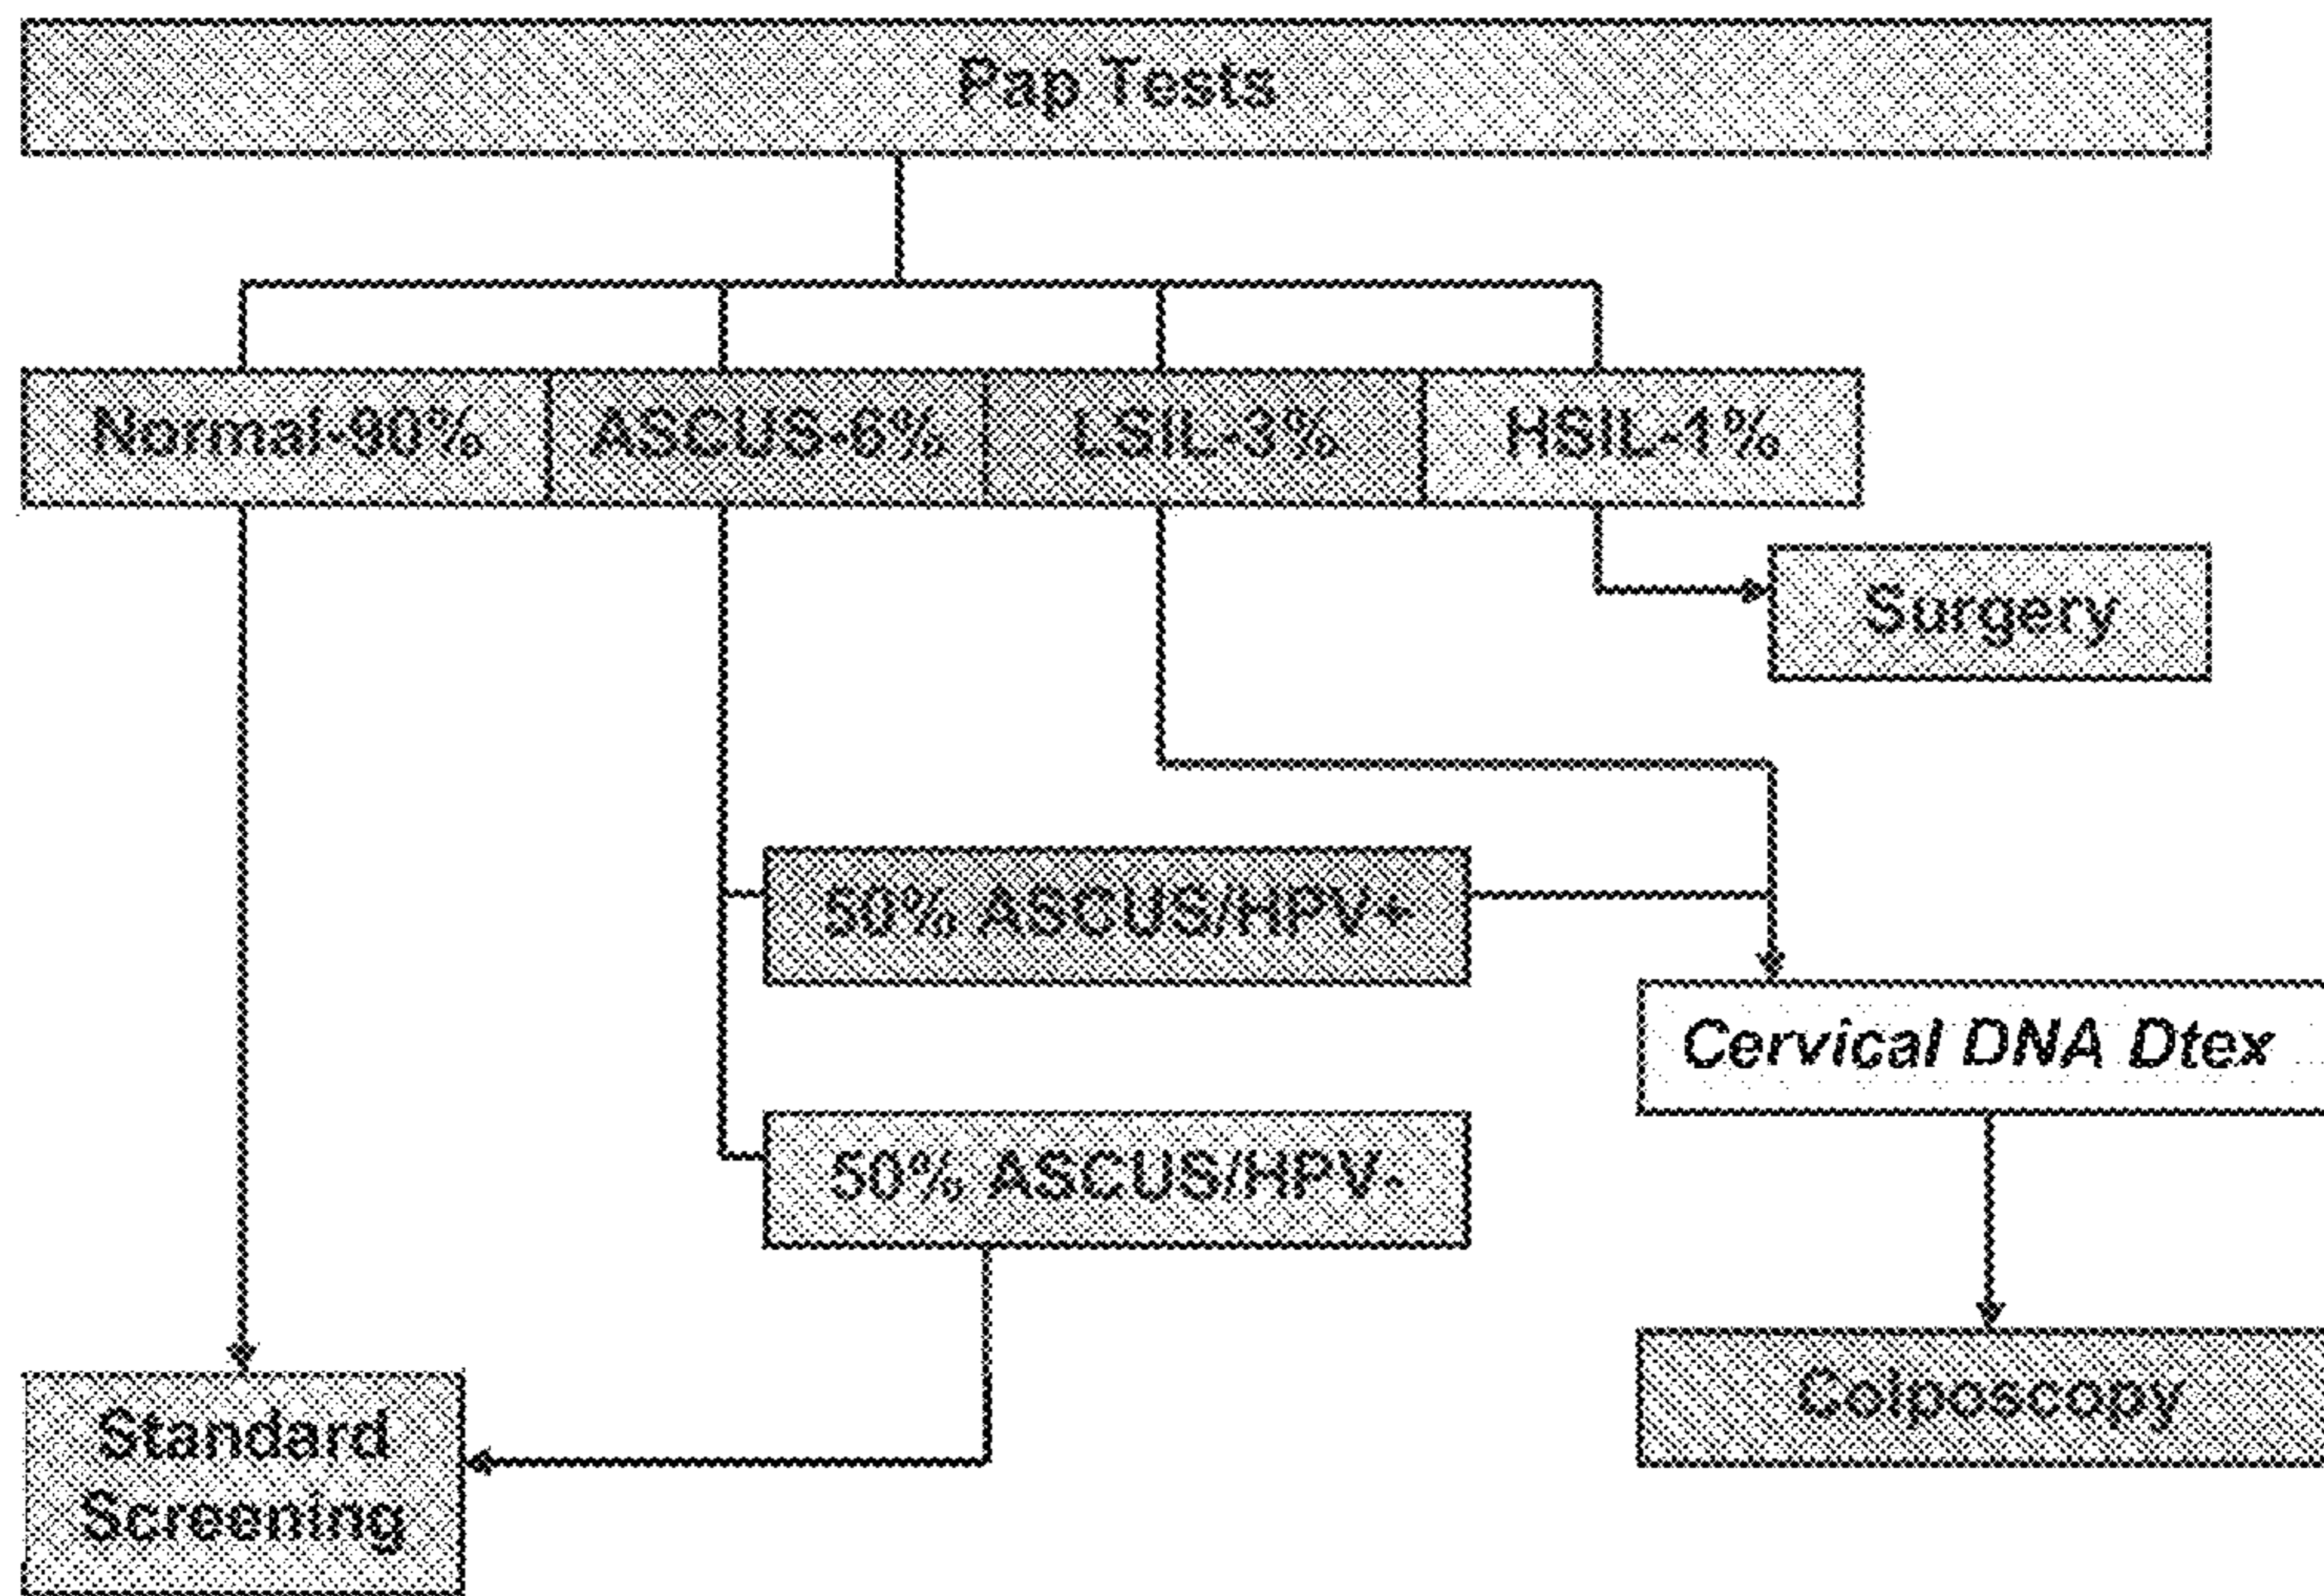 Pap Tests
Normal-90%
ASCUS-6%
LSIL-3%
HSIL-1%
Surgery
50% ASCUS/HPV+
Cervical DNA Dtex
50% ASCUS/HPV-
Colposcopy
Standard
Screening